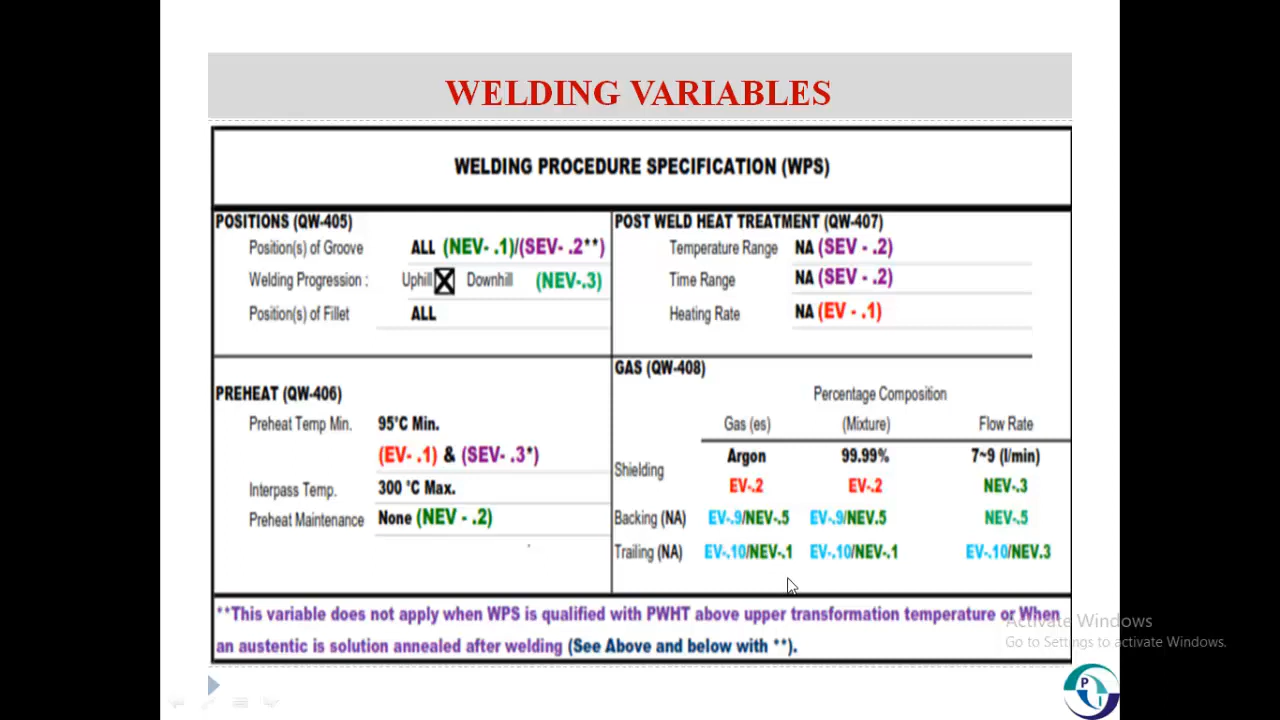 WELDING VARIABLES
WELDING PROCEDURE SPECIFICATION (WPS)
POSITIONS (QW-405)
Position(s) of Groove ALL (NEV- .1)/(SEV- .2**)
Welding Progression : Uphill Downhill (NEV-.3)
Position(s) of Fillet ALL
POST WELD HEAT TREATMENT (QW-407)
Temperature Range NA (SEV - .2)
Time Range NA (SEV - .2)
Heating Rate NA (EV - .1)
PREHEAT (QW-406)
Preheat Temp Min. 95°C Min.
(EV- .1) & (SEV- .3*)
Interpass Temp. 300 °C Max.
Preheat Maintenance None (NEV - .2)
GAS (QW-408)
Percentage Composition
Gas (es) (Mixture) Flow Rate
Shielding Argon 99.99% 7~9 (l/min)
EV-.2 EV-.2 NEV-.3
Backing (NA) EV-.9/NEV-.5 EV-.9/NEV.5 NEV-.5
Trailing (NA) EV-.10/NEV-.1 EV-.10/NEV-.1 EV-.10/NEV.3
**This variable does not apply when WPS is qualified with PWHT above upper transformation temperature or When
an austentic is solution annealed after welding (See Above and below with **).
Activate Windows
Go to Settings to activate Windows.
P
T
I